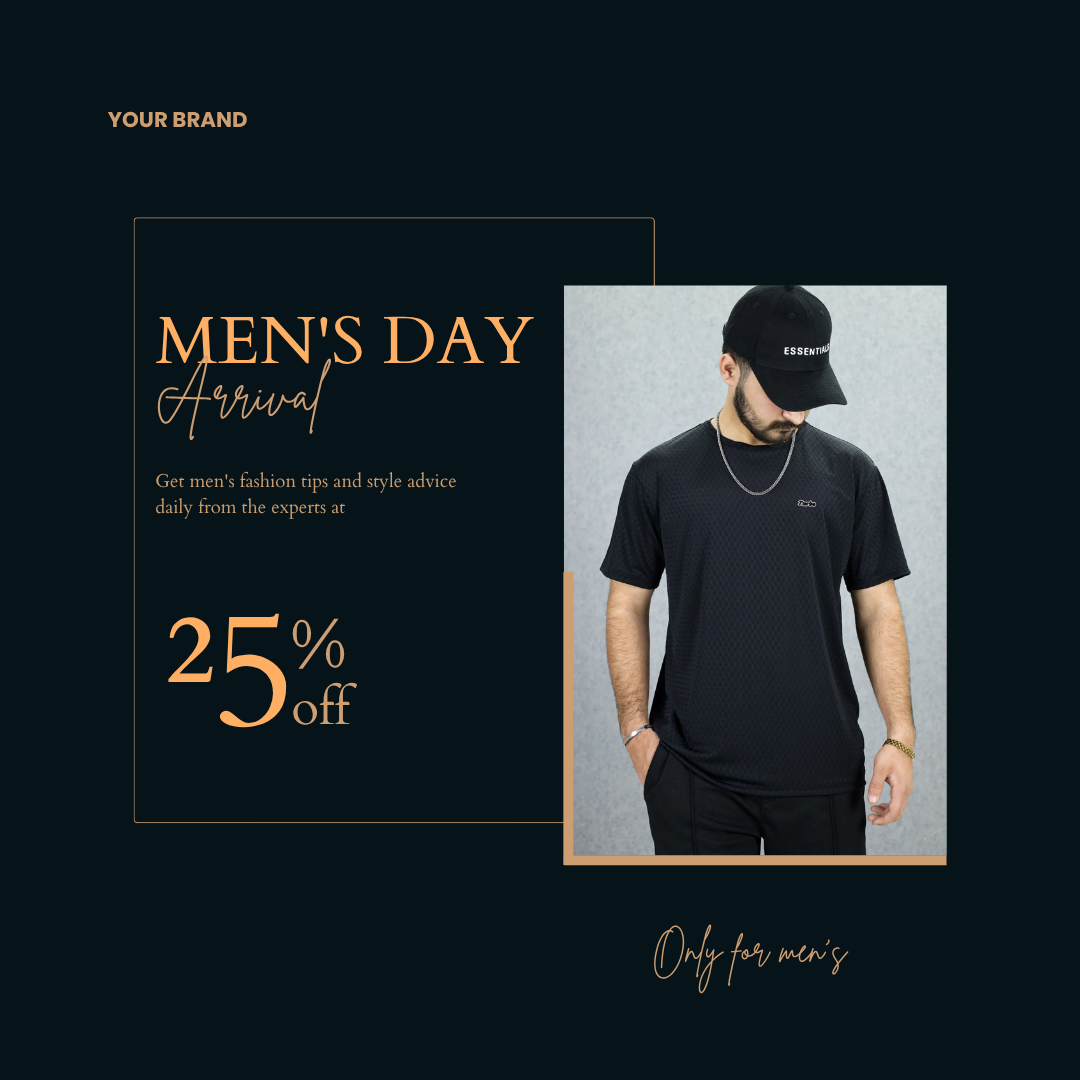 YOUR BRAND
MEN'S DAY
Arrival
Get men's fashion tips and style advice
daily from the experts at
25%
off
ESSENTIALS
Only for men's